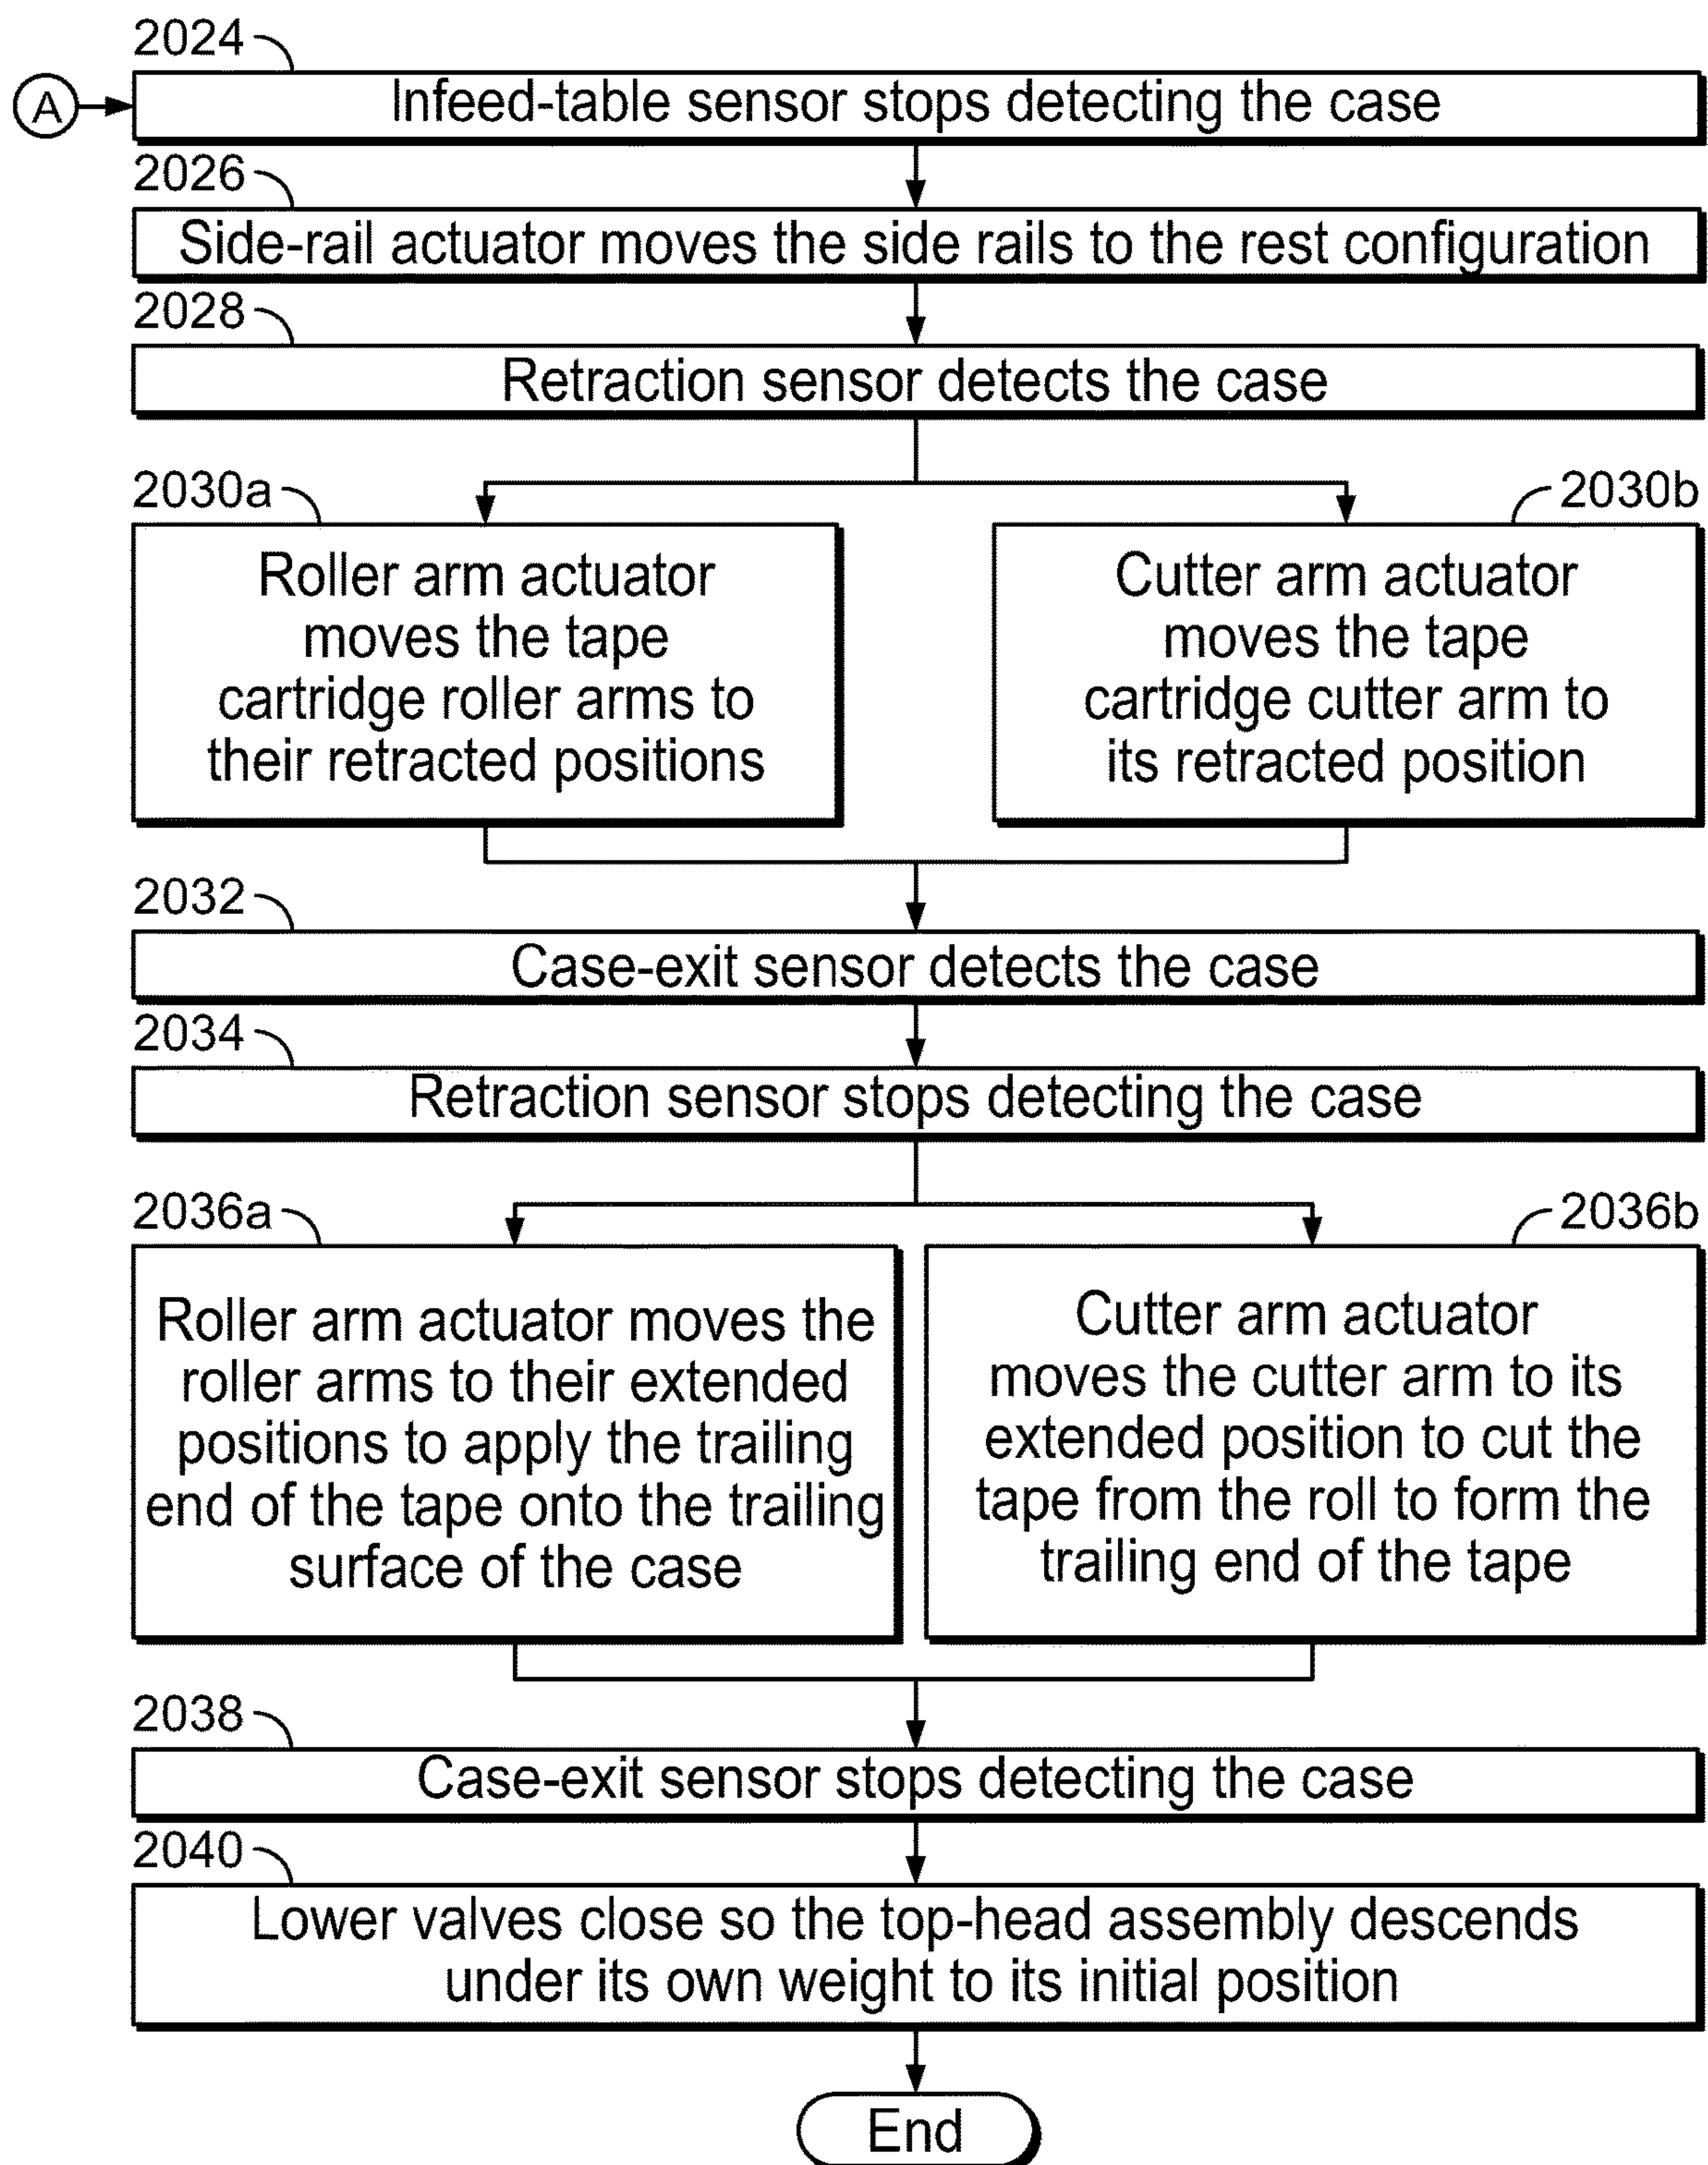 2024
A
Infeed-table sensor stops detecting the case
2026
Side-rail actuator moves the side rails to the rest configuration
2028
Retraction sensor detects the case
2030a
2030b
Roller arm actuator
moves the tape
cartridge roller arms to
their retracted positions
Cutter arm actuator
moves the tape
cartridge cutter arm to
its retracted position
2032
Case-exit sensor detects the case
2034
Retraction sensor stops detecting the case
2036a
2036b
Roller arm actuator moves the
roller arms to their extended
positions to apply the trailing
end of the tape onto the trailing
surface of the case
Cutter arm actuator
moves the cutter arm to its
extended position to cut the
tape from the roll to form the
trailing end of the tape
2038
Case-exit sensor stops detecting the case
2040
Lower valves close so the top-head assembly descends
under its own weight to its initial position
End